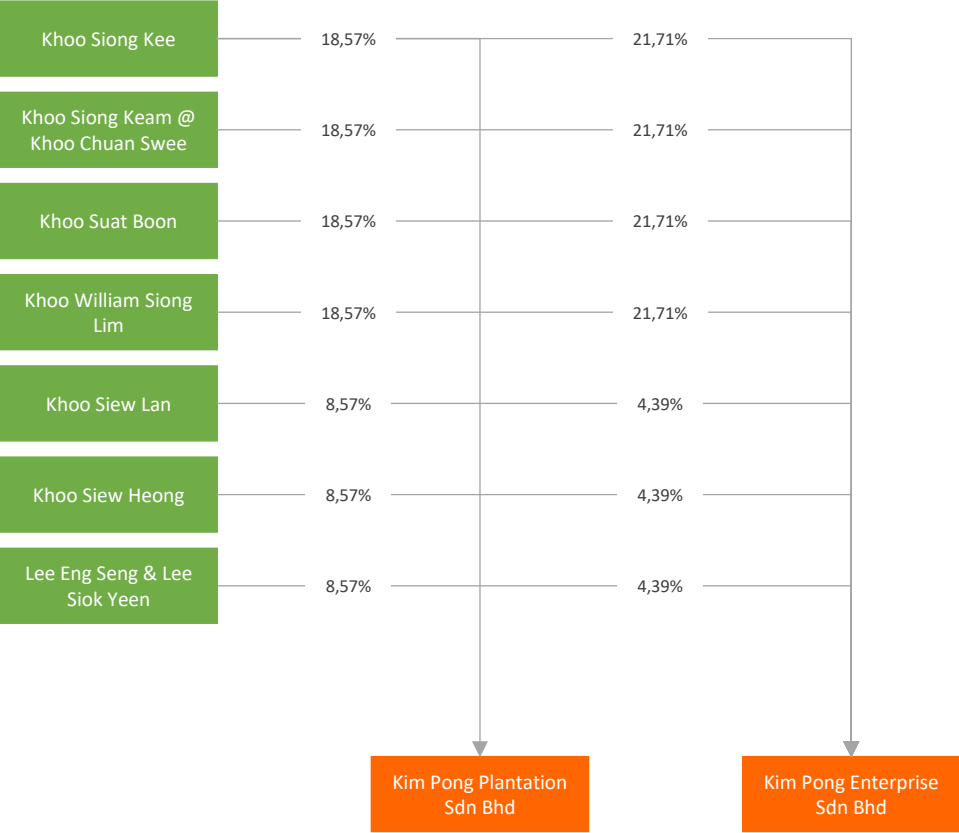 Khoo Siong Kee
18,57%
21,71%
Khoo Siong Keam @
Khoo Chuan Swee
18,57%
21,71%
Khoo Suat Boon
18,57%
21,71%
Khoo William Siong
Lim
18,57%
21,71%
Khoo Siew Lan
8,57%
4,39%
Khoo Siew Heong
8,57%
4,39%
Lee Eng Seng & Lee
Siok Yeen
8,57%
4,39%
Kim Pong Plantation
Sdn Bhd
Kim Pong Enterprise
Sdn Bhd